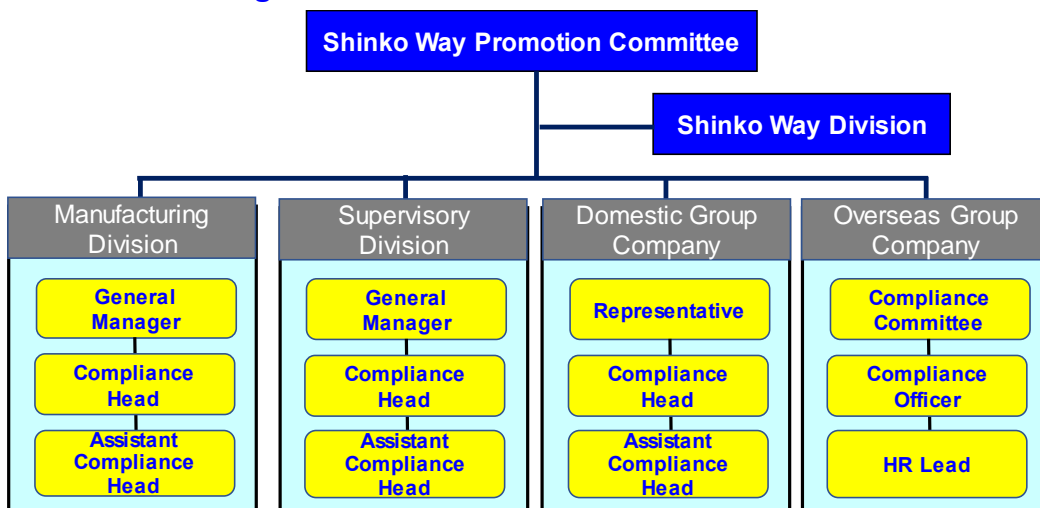 Shinko Way Promotion Committee
Shinko Way Division
Manufacturing
Division
General
Manager
Compliance
Head
Assistant
Compliance
Head
Supervisory
Division
General
Manager
Compliance
Head
Assistant
Compliance
Head
Domestic Group
Company
Representative
Compliance
Head
Assistant
Compliance
Head
Overseas Group
Company
Compliance
Committee
Compliance
Officer
HR Lead